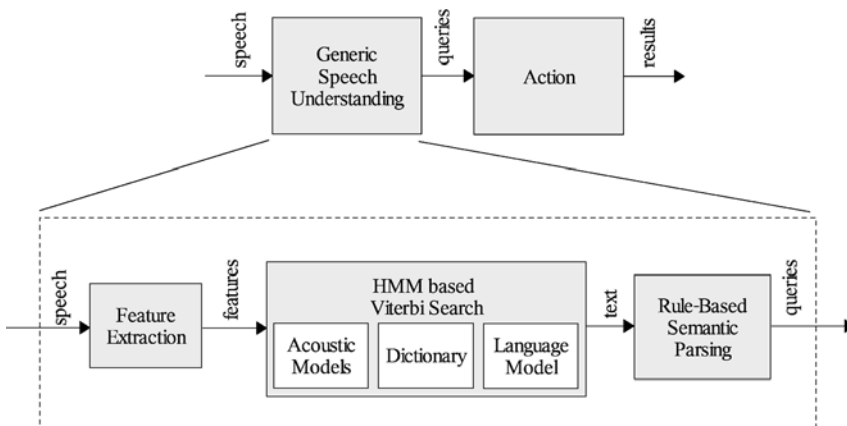 speech
Generic
Speech
Understanding
queries
Action
results
speech
Feature
Extraction
features
HMM based
Viterbi Search
Acoustic
Models
Dictionary
Language
Model
text
Rule-Based
Semantic
Parsing
queries